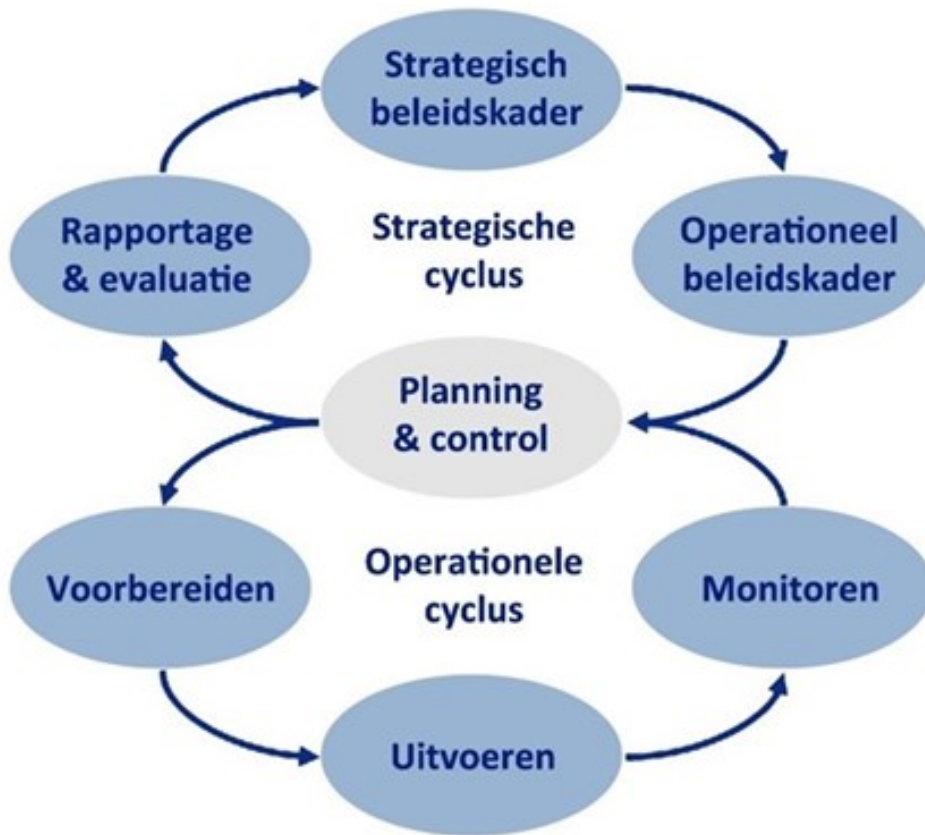 Strategisch
beleidskader
Rapportage
& evaluatie
Strategische
cyclus
Operationeel
beleidskader
Planning
& control
Voorbereiden
Operationele
cyclus
Monitoren
Uitvoeren